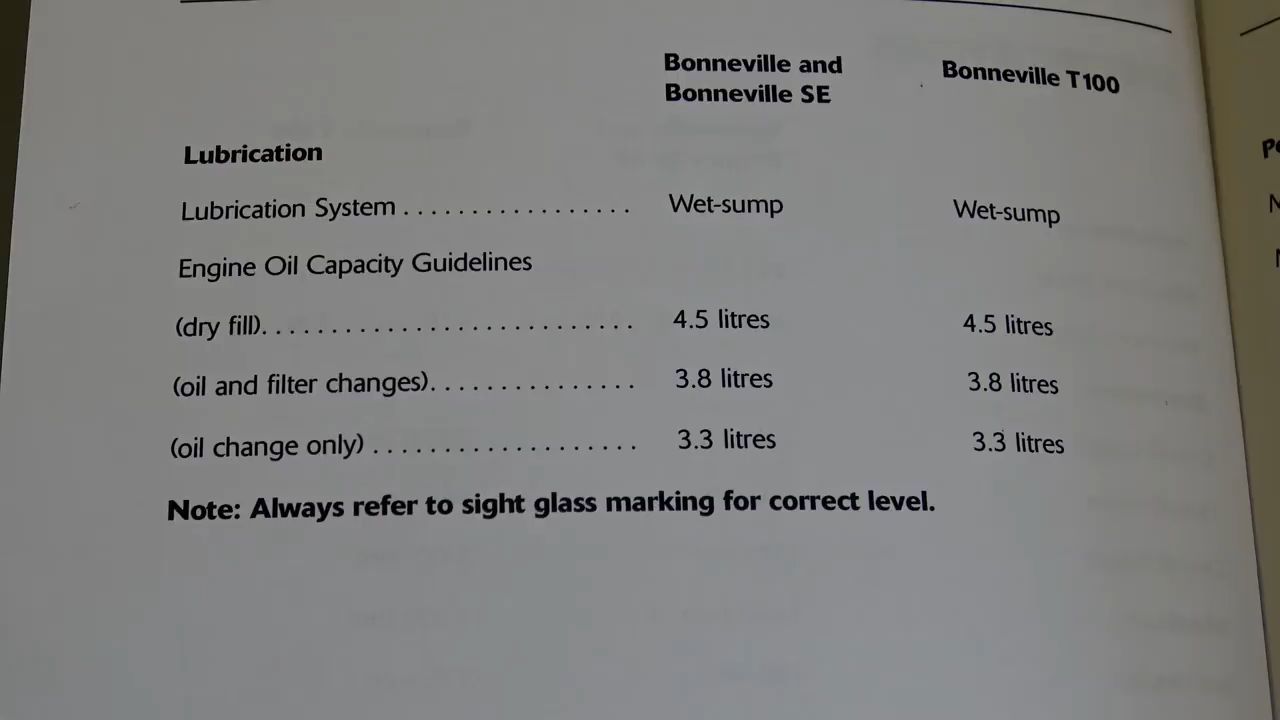 Bonneville and Bonneville T100
Bonneville SE
Lubrication
Lubrication System . . . . . . . . . . . . . . . . . Wet-sump Wet-sump
Engine Oil Capacity Guidelines
(dry fill). . . . . . . . . . . . . . . . . . . . . . . . . . . 4.5 litres 4.5 litres
(oil and filter changes). . . . . . . . . . . . . . . 3.8 litres 3.8 litres
(oil change only) . . . . . . . . . . . . . . . . . . . 3.3 litres 3.3 litres
Note: Always refer to sight glass marking for correct level.